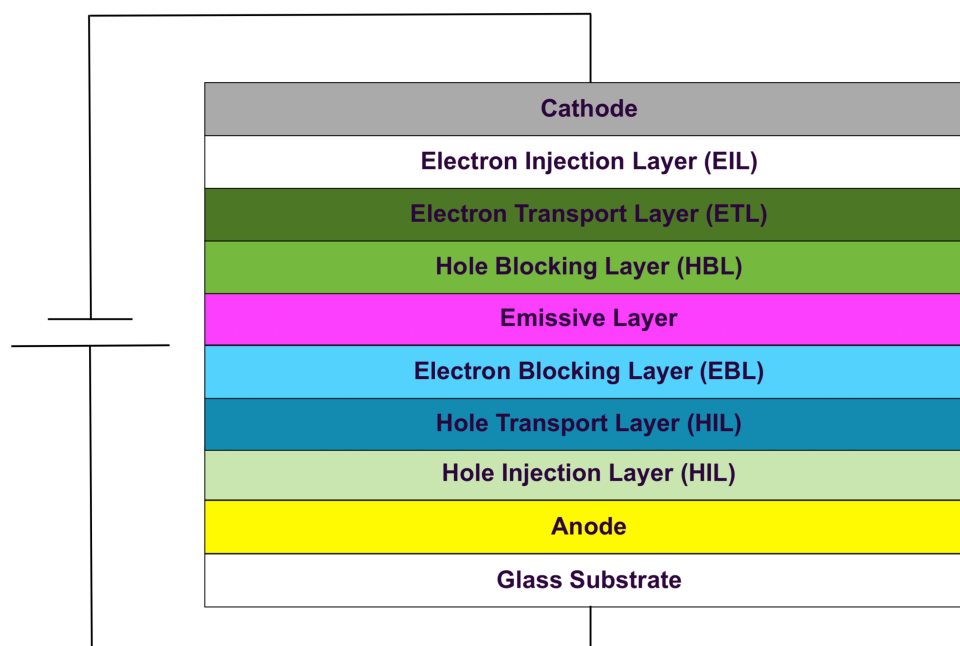 Cathode
Electron Injection Layer (EIL)
Electron Transport Layer (ETL)
Hole Blocking Layer (HBL)
Emissive Layer
Electron Blocking Layer (EBL)
Hole Transport Layer (HIL)
Hole Injection Layer (HIL)
Anode
Glass Substrate